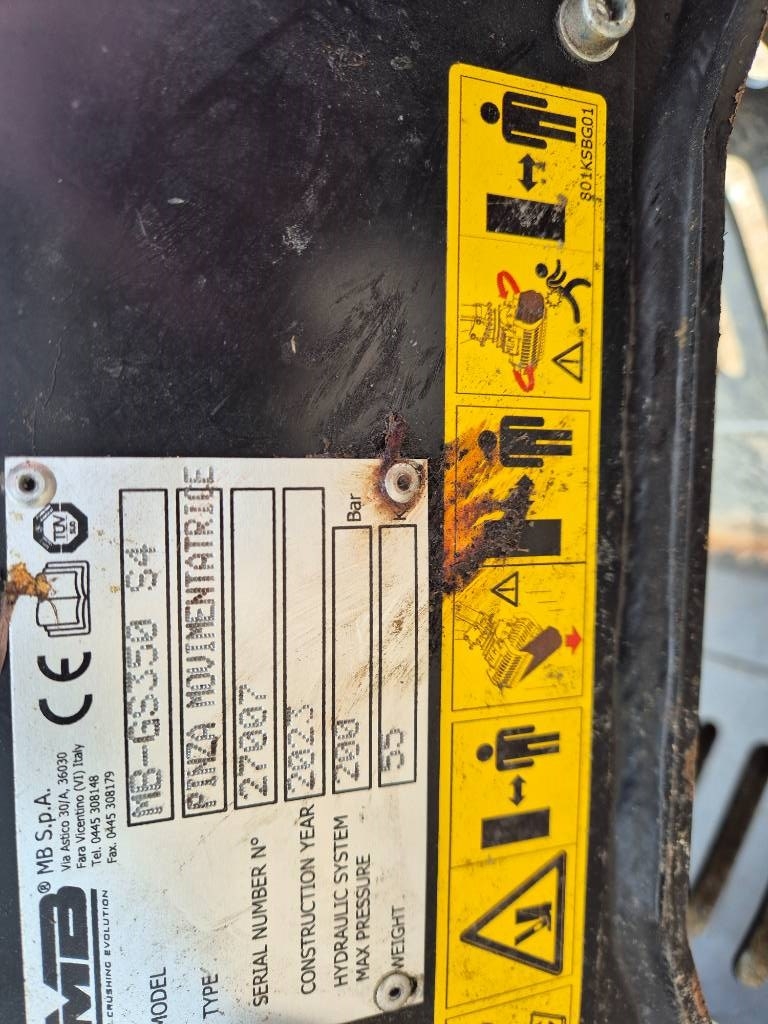 MB®
CRUSHING EVOLUTION
MB S.p.A.
Via Astico 30/A, 36030
Fara Vicentino (VI) Italy
Tel. 0445 308148
Fax. 0445 308179
CE
TÜV
MODEL MB-G3350 S4
TYPE PINZA MOVIMENTATRICE
SERIAL NUMBER N° 27007
CONSTRUCTION YEAR 2023
HYDRAULIC SYSTEM
MAX PRESSURE 200 Bar
WEIGHT
801KSBG01